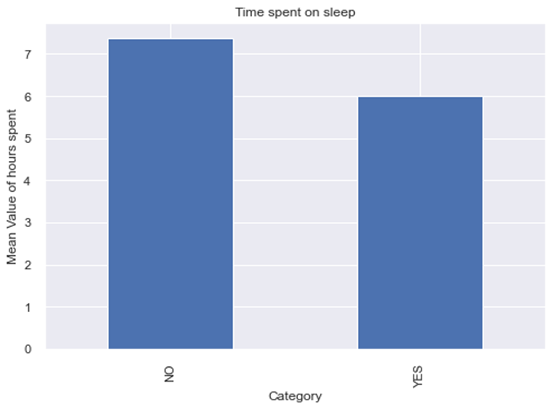 Time spent on sleep
Mean Value of hours spent
7
6
5
4
3
2
1
0
NO
YES
Category